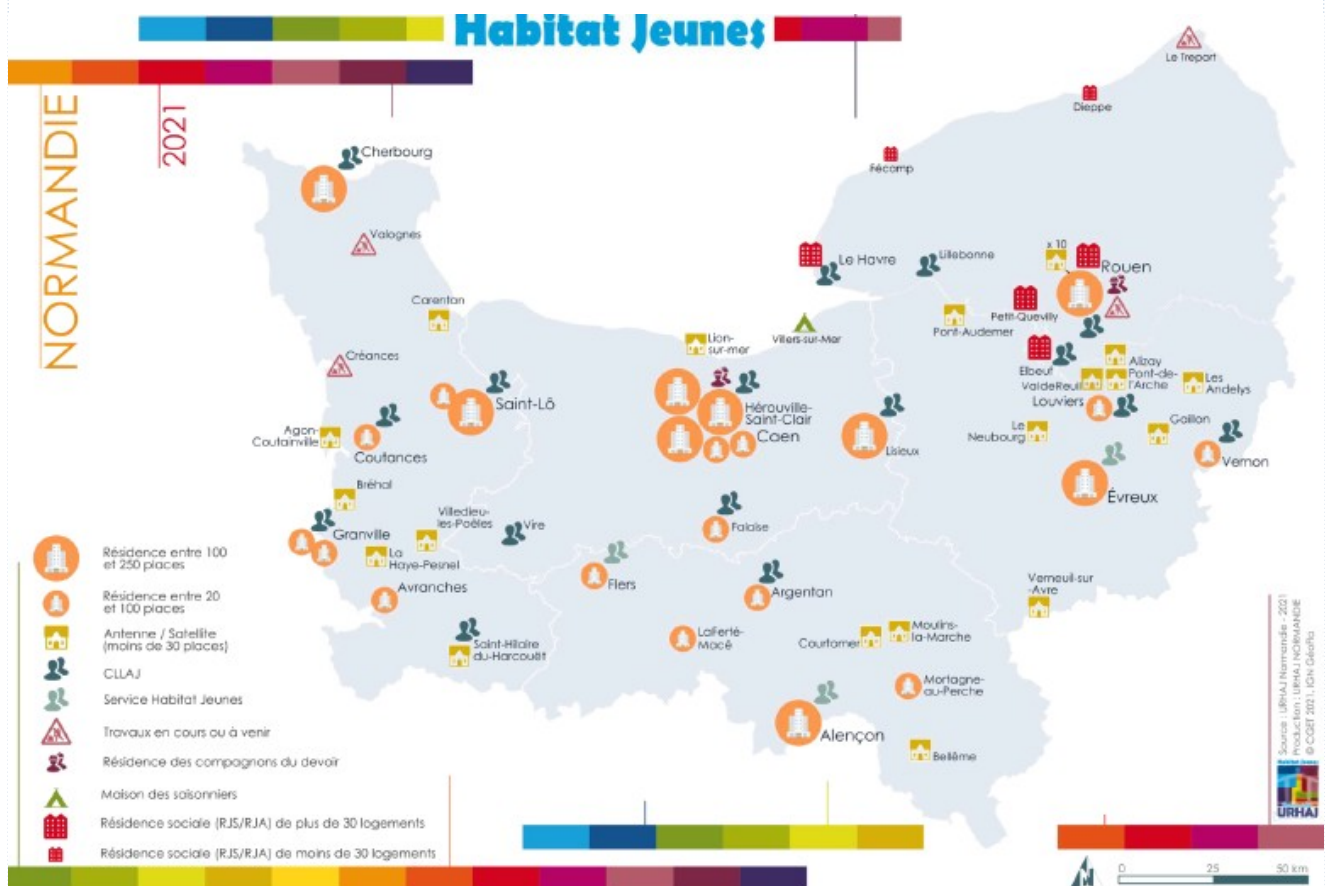 Habitat Jeunes
NORMANDIE
2021
Le Treport
Dieppe
Fécamp
Cherbourg
Valognes
Carentan
Créances
Saint-Lô
Agon-
Coutainville
Coutances
Bréhal
Villedieu
les-Poêles
Vire
Granville
La
Haye-Pesnel
Avranches
Saint-Hilaire
du-Harcouët
Le Havre
Lillebonne
x 10
Rouen
Petit-Quevilly
Pont-Audemer
Villers-sur-Mer
Lion-
sur-mer
Hérouville-
Saint-Clair
Caen
Lisieux
Falaise
Elbeuf
Alizay
ValdeReuil
Pont-de-
l'Arche
Les
Andelys
Louviers
Le
Neubourg
Gaillon
Vernon
Évreux
Verneuil-sur
-Avre
Flers
Argentan
LaFerté-
Macé
Courtomer
Moulins-
la-Marche
Mortagne-
au-Perche
Alençon
Bellême
Résidence entre 100
et 250 places
Résidence entre 20
et 100 places
Antenne / Satellite
(moins de 30 places)
CLLAJ
Service Habitat Jeunes
Travaux en cours ou à venir
Résidence des compagnons du devoir
Maison des saisonniers
Résidence sociale (RJS/RJA) de plus de 30 logements
Résidence sociale (RJS/RJA) de moins de 30 logements
Source : URHAJ Normandie - 2021
Production : URHAJ NORMANDIE
© CGET 2021, IGN Géofla
Habitat Jeunes
URHAJ
0 25 50 km